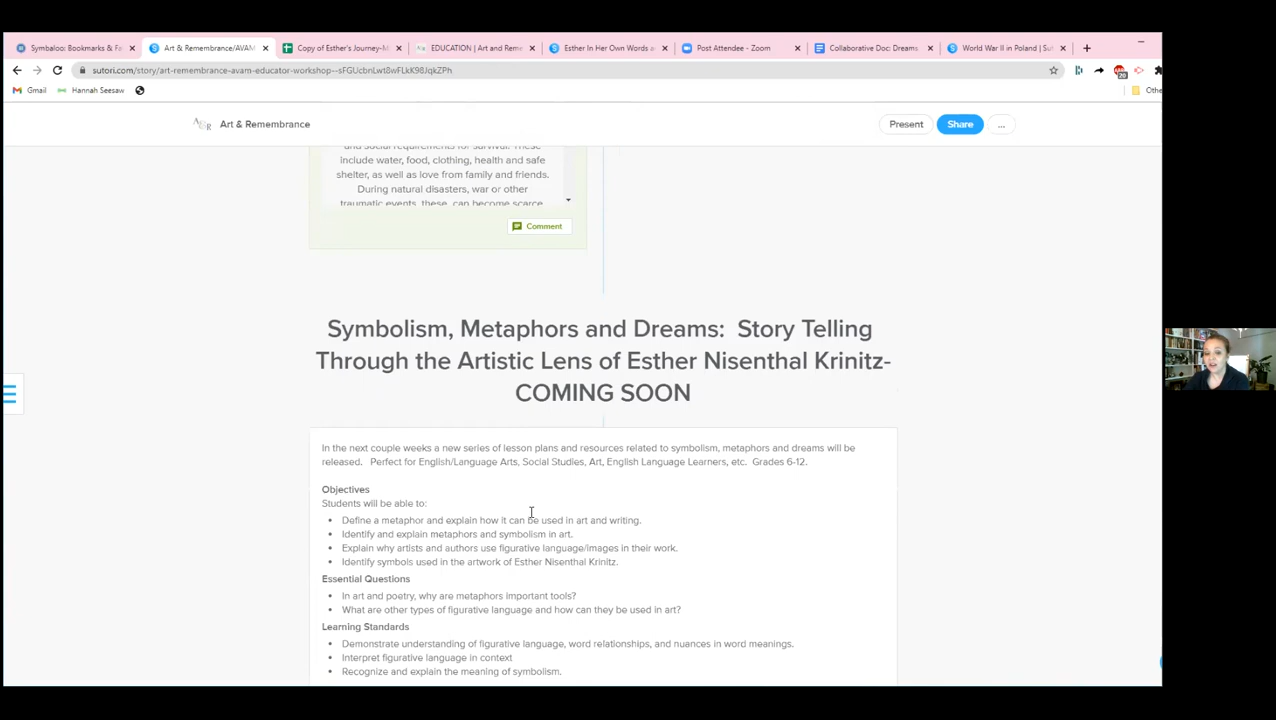 Symbaloo: Bookmarks & Fa
Art & Remembrance/AVAM
Copy of Esther's Journey-M
EDUCATION | Art and Reme
Esther In Her Own Words a
Post Attendee - Zoom
Collaborative Doc: Dreams
World War II in Poland | Sut
sutori.com/story/art-remembrance-avam-educator-workshop--sFGUcbnLwt8wFLkK98JqkZPh
20
Gmail
Hannah Seesaw
Othe
A&R
Art & Remembrance
Present
Share
...
and social requirements for survival. These
include water, food, clothing, health and safe
shelter, as well as love from family and friends.
During natural disasters, war or other
traumatic events, these, can become scarce
Comment
Symbolism, Metaphors and Dreams: Story Telling
Through the Artistic Lens of Esther Nisenthal Krinitz-
COMING SOON
In the next couple weeks a new series of lesson plans and resources related to symbolism, metaphors and dreams will be
released. Perfect for English/Language Arts, Social Studies, Art, English Language Learners, etc. Grades 6-12.
Objectives
Students will be able to:
• Define a metaphor and explain how it can be used in art and writing.
• Identify and explain metaphors and symbolism in art.
• Explain why artists and authors use figurative language/images in their work.
• Identify symbols used in the artwork of Esther Nisenthal Krinitz.
Essential Questions
• In art and poetry, why are metaphors important tools?
• What are other types of figurative language and how can they be used in art?
Learning Standards
• Demonstrate understanding of figurative language, word relationships, and nuances in word meanings.
• Interpret figurative language in context
• Recognize and explain the meaning of symbolism.